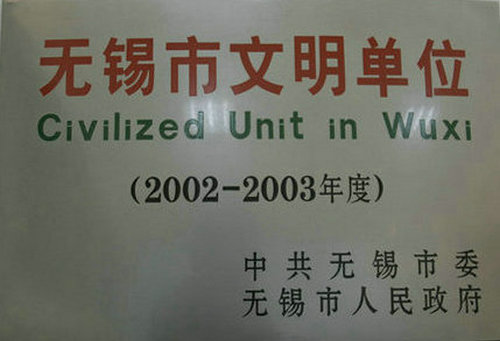 无锡市文明单位
Civilized Unit in Wuxi
(2002-2003年度)
中共无锡市委
无锡市人民政府